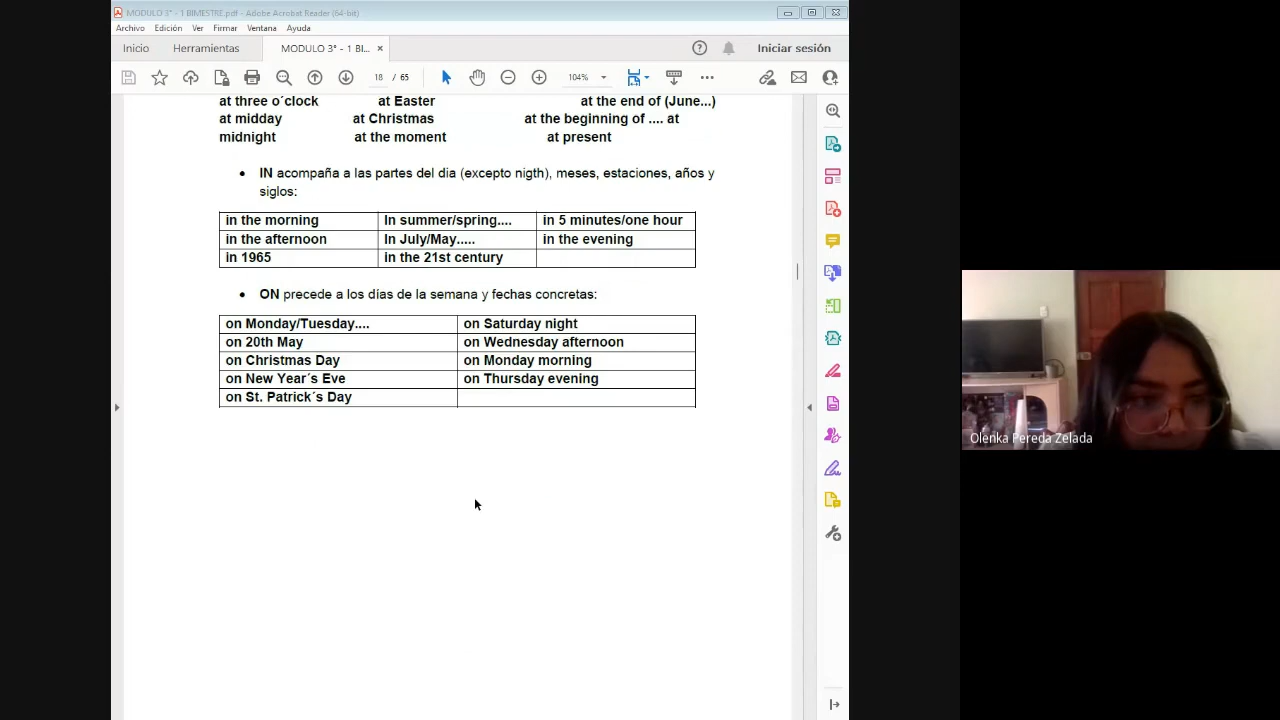 MODULO 3° - 1 BIMESTRE.pdf - Adobe Acrobat Reader (64-bit)
Archivo Edición Ver Firmar Ventana Ayuda
Inicio Herramientas MODULO 3° - 1 BI... × Iniciar sesión
18 / 65 104%
at three o´clock at Easter at the end of (June...)
at midday at Christmas at the beginning of .... at
midnight at the moment at present
• IN acompaña a las partes del dia (excepto nigth), meses, estaciones, años y
siglos:
in the morning In summer/spring.... in 5 minutes/one hour
in the afternoon In July/May..... in the evening
in 1965 in the 21st century
• ON precede a los días de la semana y fechas concretas:
on Monday/Tuesday.... on Saturday night
on 20th May on Wednesday afternoon
on Christmas Day on Monday morning
on New Year´s Eve on Thursday evening
on St. Patrick´s Day
Olenka Pereda Zelada